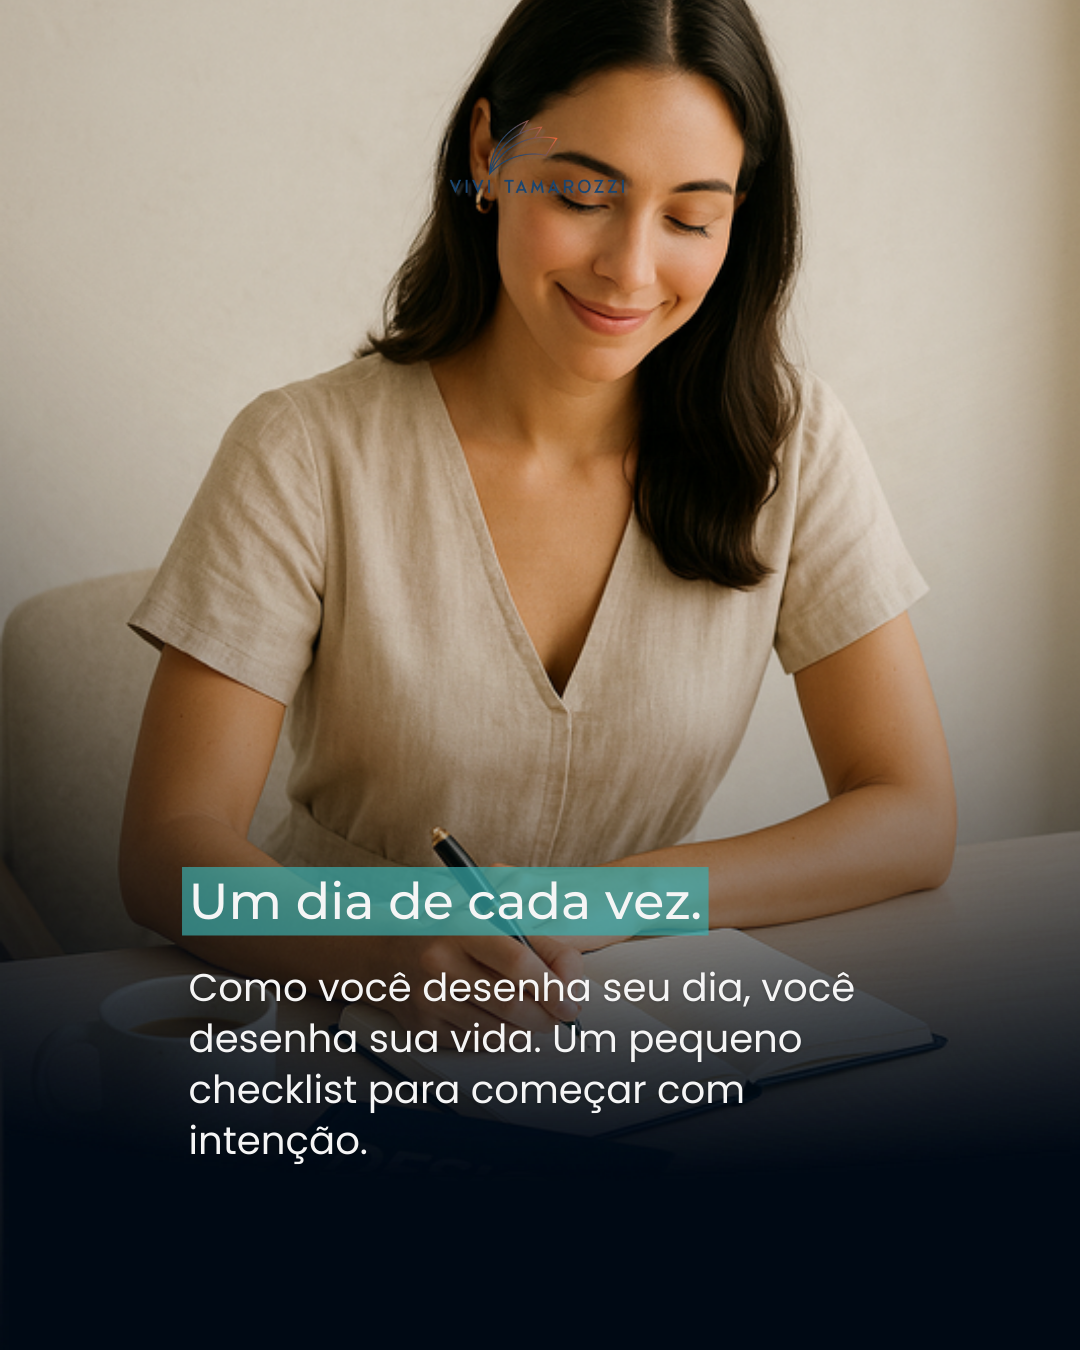 VIVI TAMAROZZI
Um dia de cada vez.
Como você desenha seu dia, você
desenha sua vida. Um pequeno
checklist para começar com
intenção.